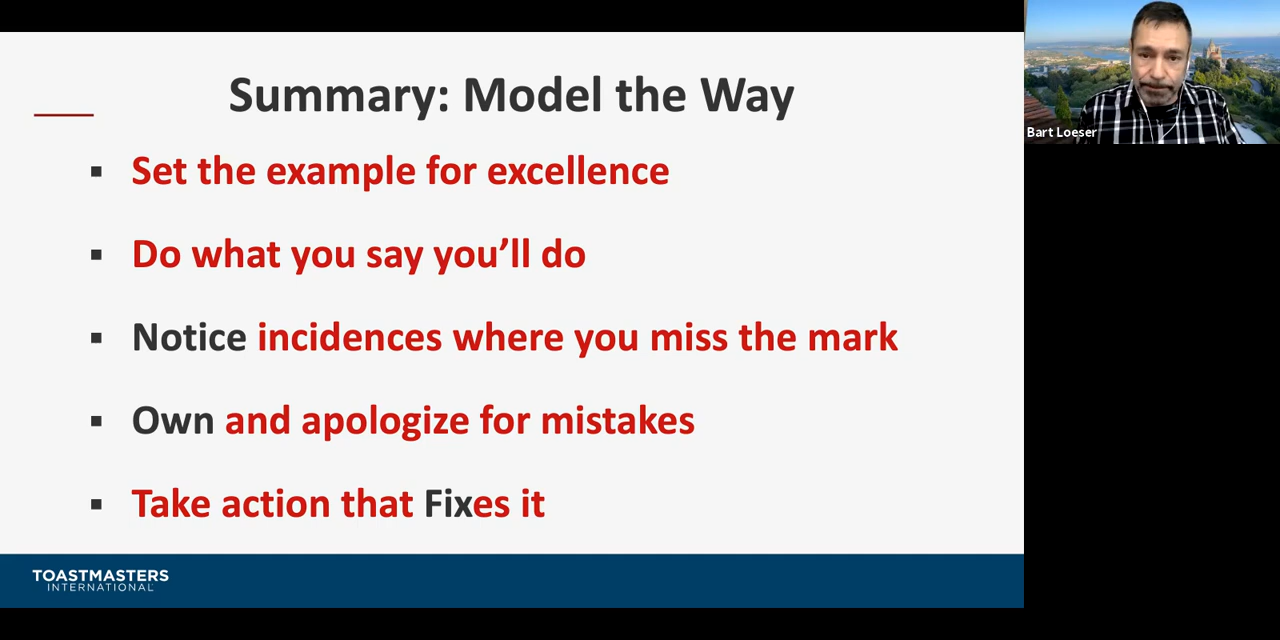 Summary: Model the Way
▪ Set the example for excellence
▪ Do what you say you’ll do
▪ Notice incidences where you miss the mark
▪ Own and apologize for mistakes
▪ Take action that Fixes it
TOASTMASTERS
INTERNATIONAL
Bart Loeser